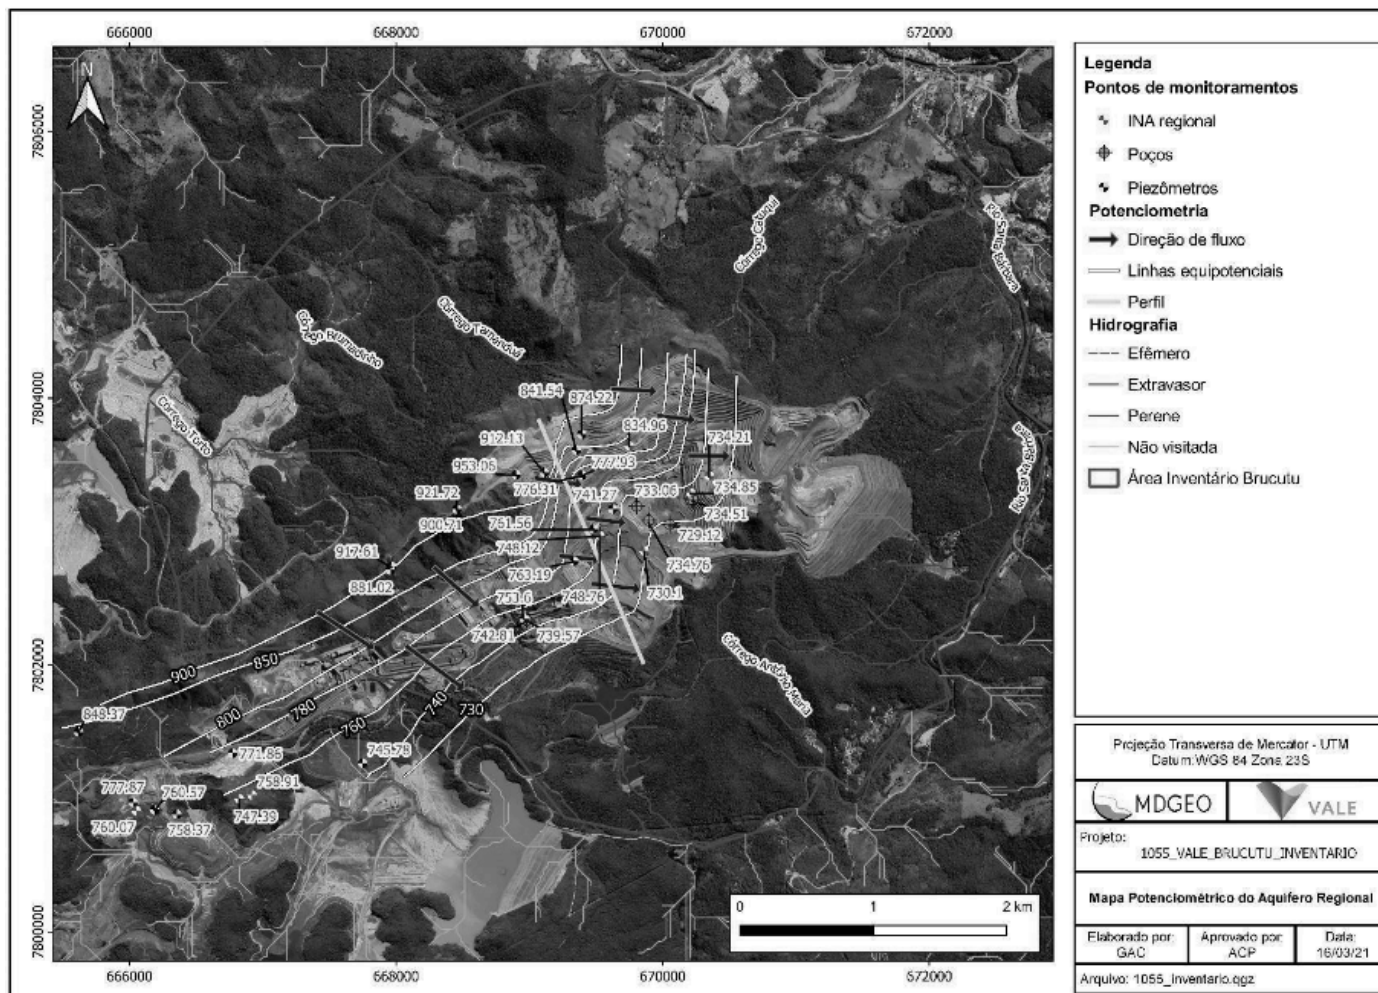 666000
668000
670000
672000
N
7806000
7804000
7802000
7800000
Córrego Catuqui
Rio Santa Bárbara
Córrego Brumadinho
Córrego Tamanduá
Córrego Torto
Rio Santa Bárbara
Córrego Antônio Maria
841.54
874.22
912.13
834.96
734.21
953.06
777.93
776.31
741.27
733.06
734.85
921.72
734.51
900.71
761.56
729.12
748.12
917.61
734.76
763.19
881.02
753.6
748.76
730.1
742.81
739.57
900
850
800
780
760
740
730
848.37
771.86
745.78
777.87
760.57
758.91
760.07
758.37
747.39
0
1
2 km
666000
668000
670000
672000
Legenda
Pontos de monitoramentos
INA regional
Poços
Piezômetros
Potenciometria
Direção de fluxo
Linhas equipotenciais
Perfil
Hidrografia
Efêmero
Extravasor
Perene
Não visitada
Área Inventário Brucutu
Projeção Transversa de Mercator - UTM
Datum:WGS 84 Zona 23S
MDGEO
VALE
Projeto:
1055_VALE_BRUCUTU_INVENTARIO
Mapa Potenciométrico do Aquífero Regional
Elaborado por:
GAC
Aprovado por:
ACP
Data:
16/03/21
Arquivo: 1055_inventario.qgz